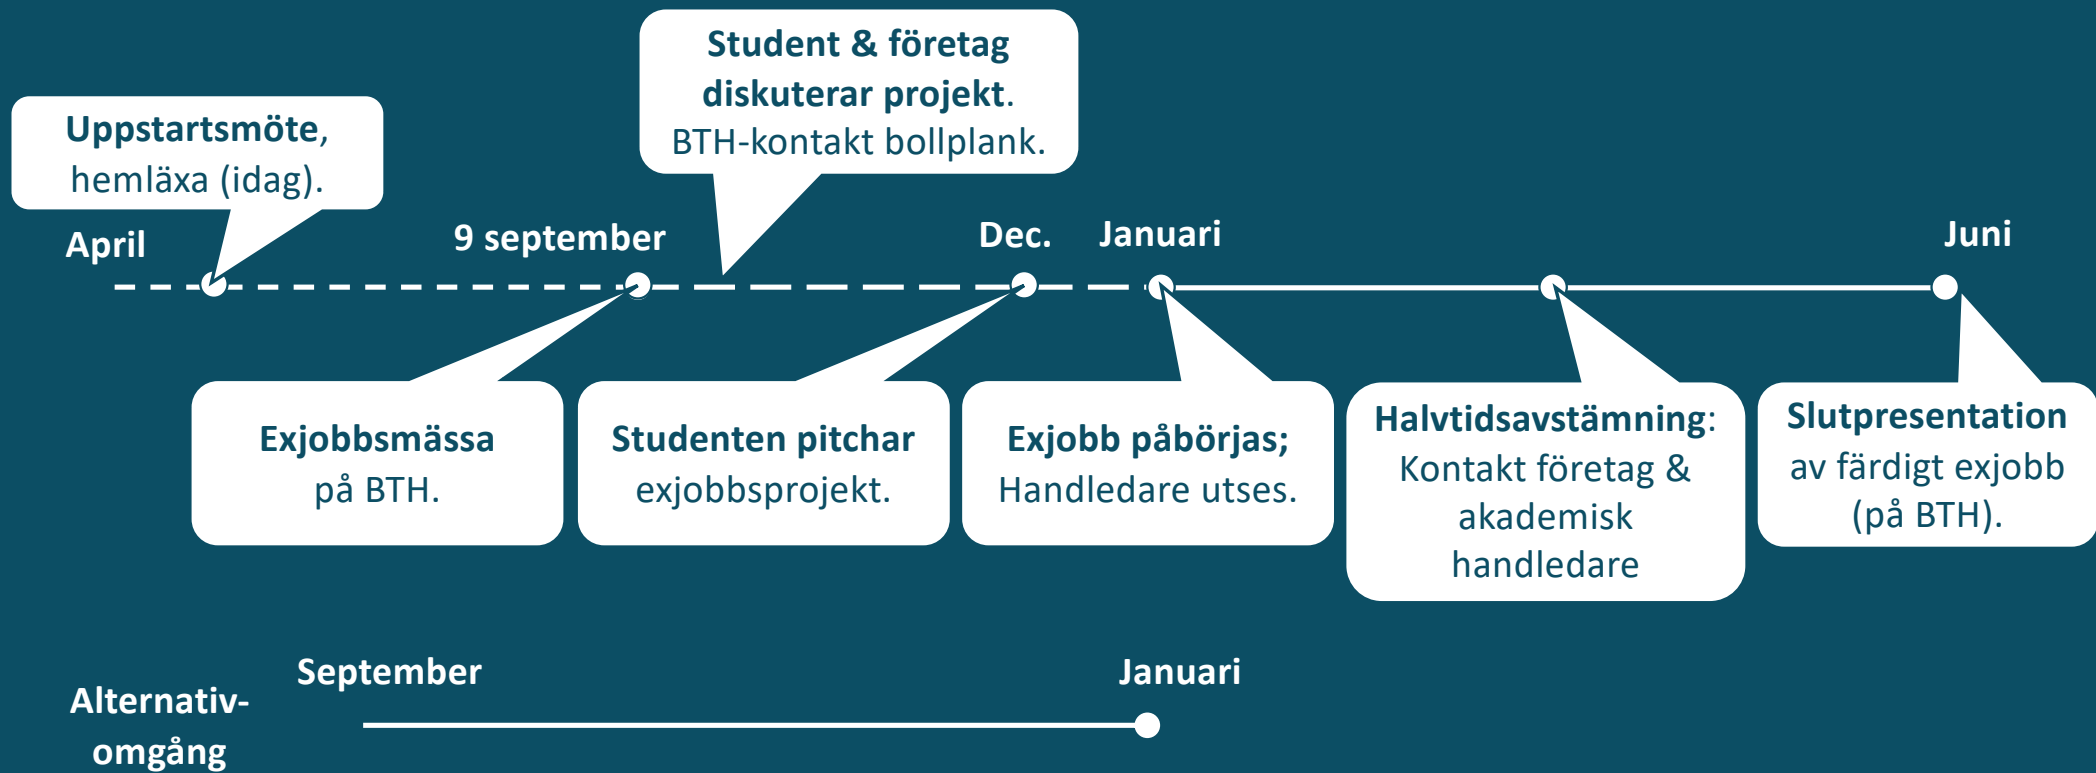 Student & företag
diskuterar projekt.
BTH-kontakt bollplank.
Uppstartsmöte,
hemläxa (idag).
April
9 september
Dec.
Januari
Juni
Exjobbsmässa
på BTH.
Studenten pitchar
exjobbsprojekt.
Exjobb påbörjas;
Handledare utses.
Halvtidsavstämning:
Kontakt företag &
akademisk
handledare
Slutpresentation
av färdigt exjobb
(på BTH).
Alternativ-
omgång
September
Januari